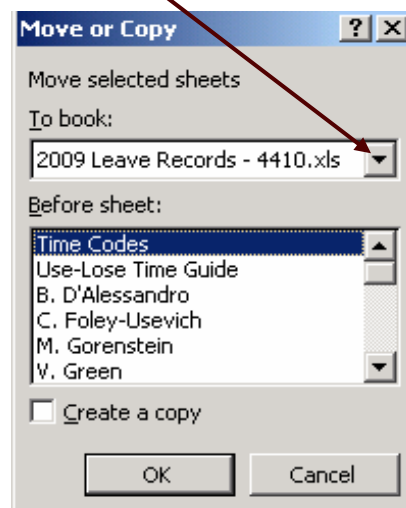 Move or Copy ? X
Move selected sheets
To book:
2009 Leave Records - 4410.xls
Before sheet:
Time Codes
Use-Lose Time Guide
B. D'Alessandro
C. Foley-Usevich
M. Gorenstein
V. Green
Create a copy
OK Cancel